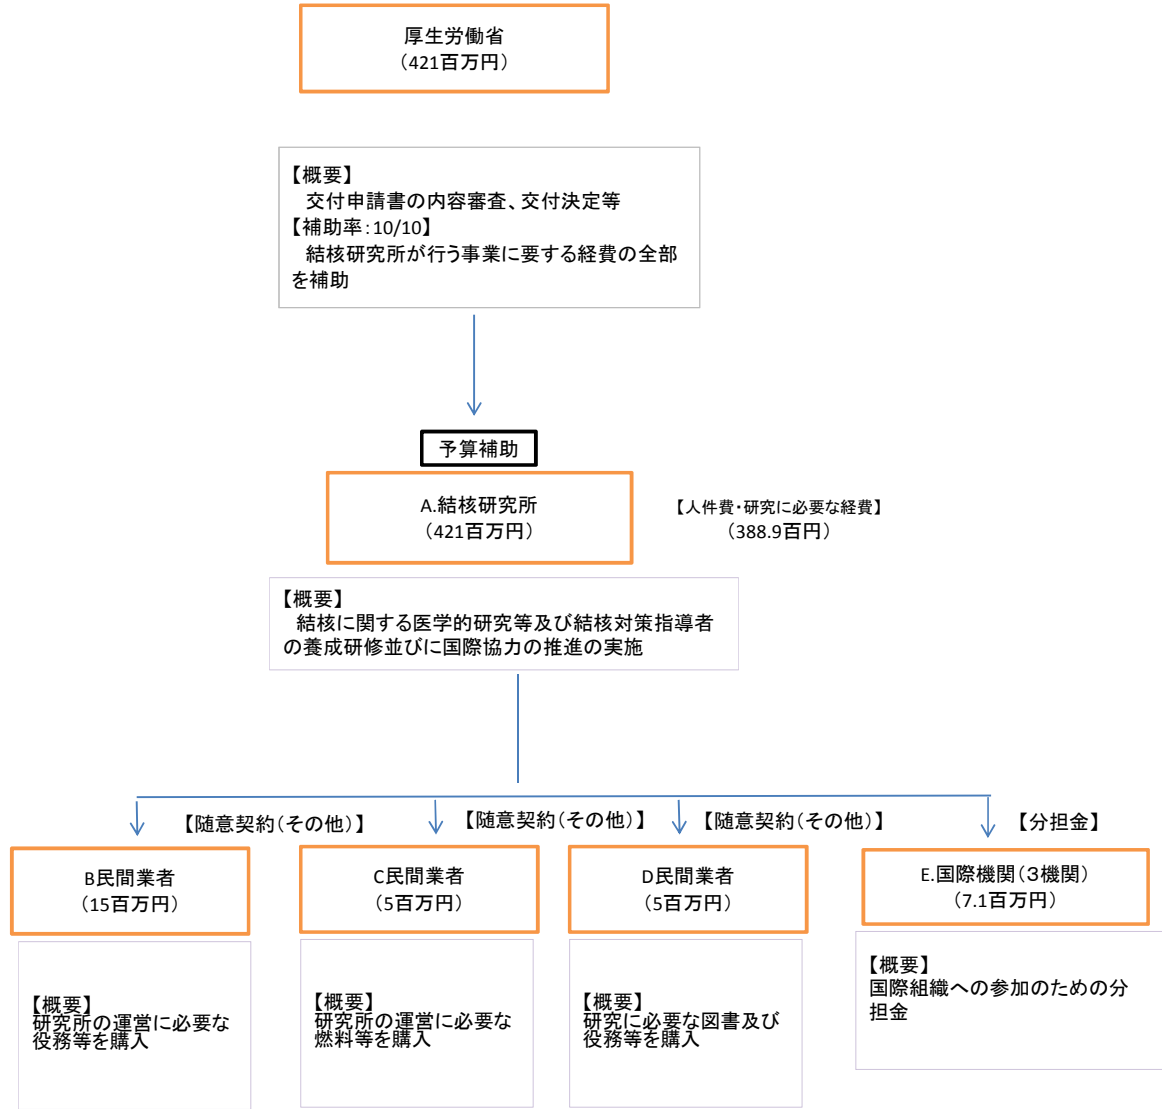 厚生労働省
（421百万円）
【概要】
交付申請書の内容審査、交付決定等
【補助率：10/10】
結核研究所が行う事業に要する経費の全部
を補助
予算補助
A.結核研究所
（421百万円）
【人件費・研究に必要な経費】
（388.9百円）
【概要】
結核に関する医学的研究等及び結核対策指導者
の養成研修並びに国際協力の推進の実施
【随意契約（その他）】
【随意契約（その他）】
【随意契約（その他）】
【分担金】
B民間業者
（15百万円）
C民間業者
（5百万円）
D民間業者
（5百万円）
E.国際機関（３機関）
（7.1百万円）
【概要】
研究所の運営に必要な
役務等を購入
【概要】
研究所の運営に必要な
燃料等を購入
【概要】
研究に必要な図書及び
役務等を購入
【概要】
国際組織への参加のための分
担金